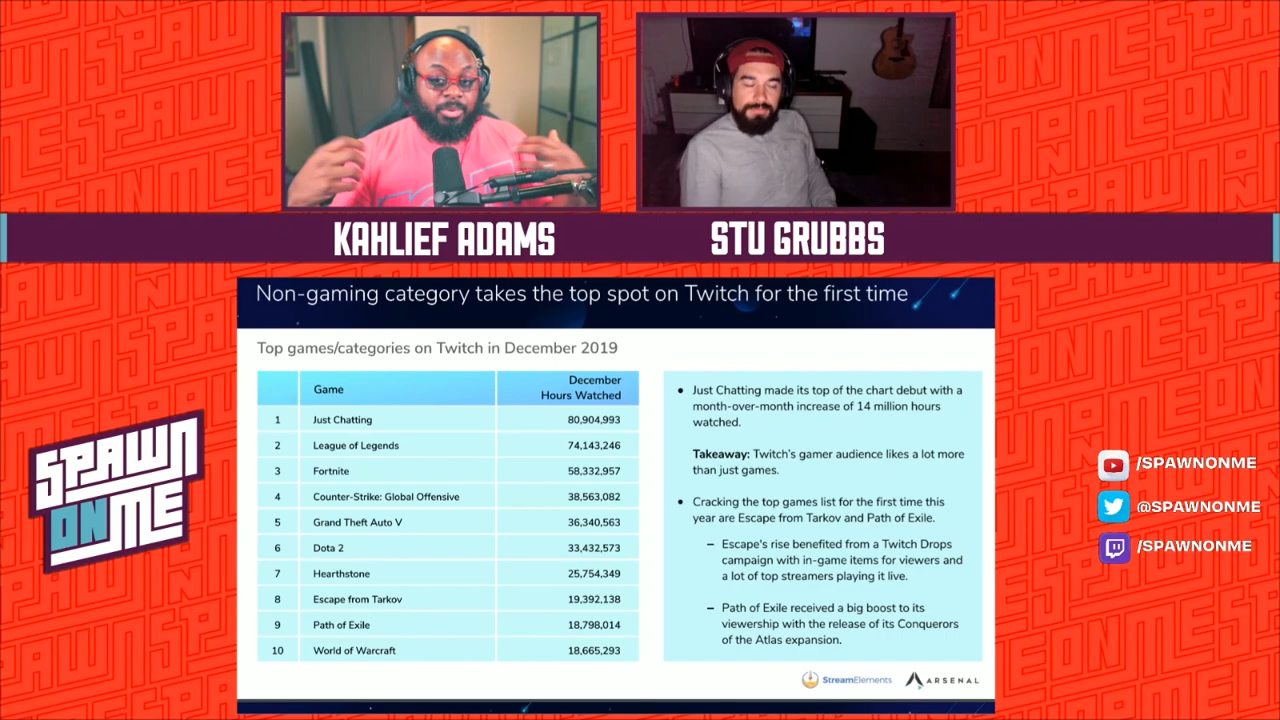 KAHLIEF ADAMS
STU GRUBBS
Non-gaming category takes the top spot on Twitch for the first time
Top games/categories on Twitch in December 2019
Game December Hours Watched
1 Just Chatting 80,904,993
2 League of Legends 74,143,246
3 Fortnite 58,332,957
4 Counter-Strike: Global Offensive 38,563,082
5 Grand Theft Auto V 36,340,563
6 Dota 2 33,432,573
7 Hearthstone 25,754,349
8 Escape from Tarkov 19,392,138
9 Path of Exile 18,798,014
10 World of Warcraft 18,665,293
• Just Chatting made its top of the chart debut with a
month-over-month increase of 14 million hours
watched.
Takeaway: Twitch's gamer audience likes a lot more
than just games.
• Cracking the top games list for the first time this
year are Escape from Tarkov and Path of Exile.
– Escape's rise benefited from a Twitch Drops
campaign with in-game items for viewers and
a lot of top streamers playing it live.
– Path of Exile received a big boost to its
viewership with the release of its Conquerors
of the Atlas expansion.
StreamElements
ARSENAL
SPAWN
ON ME
/SPAWNONME
@SPAWNONME
/SPAWNONME